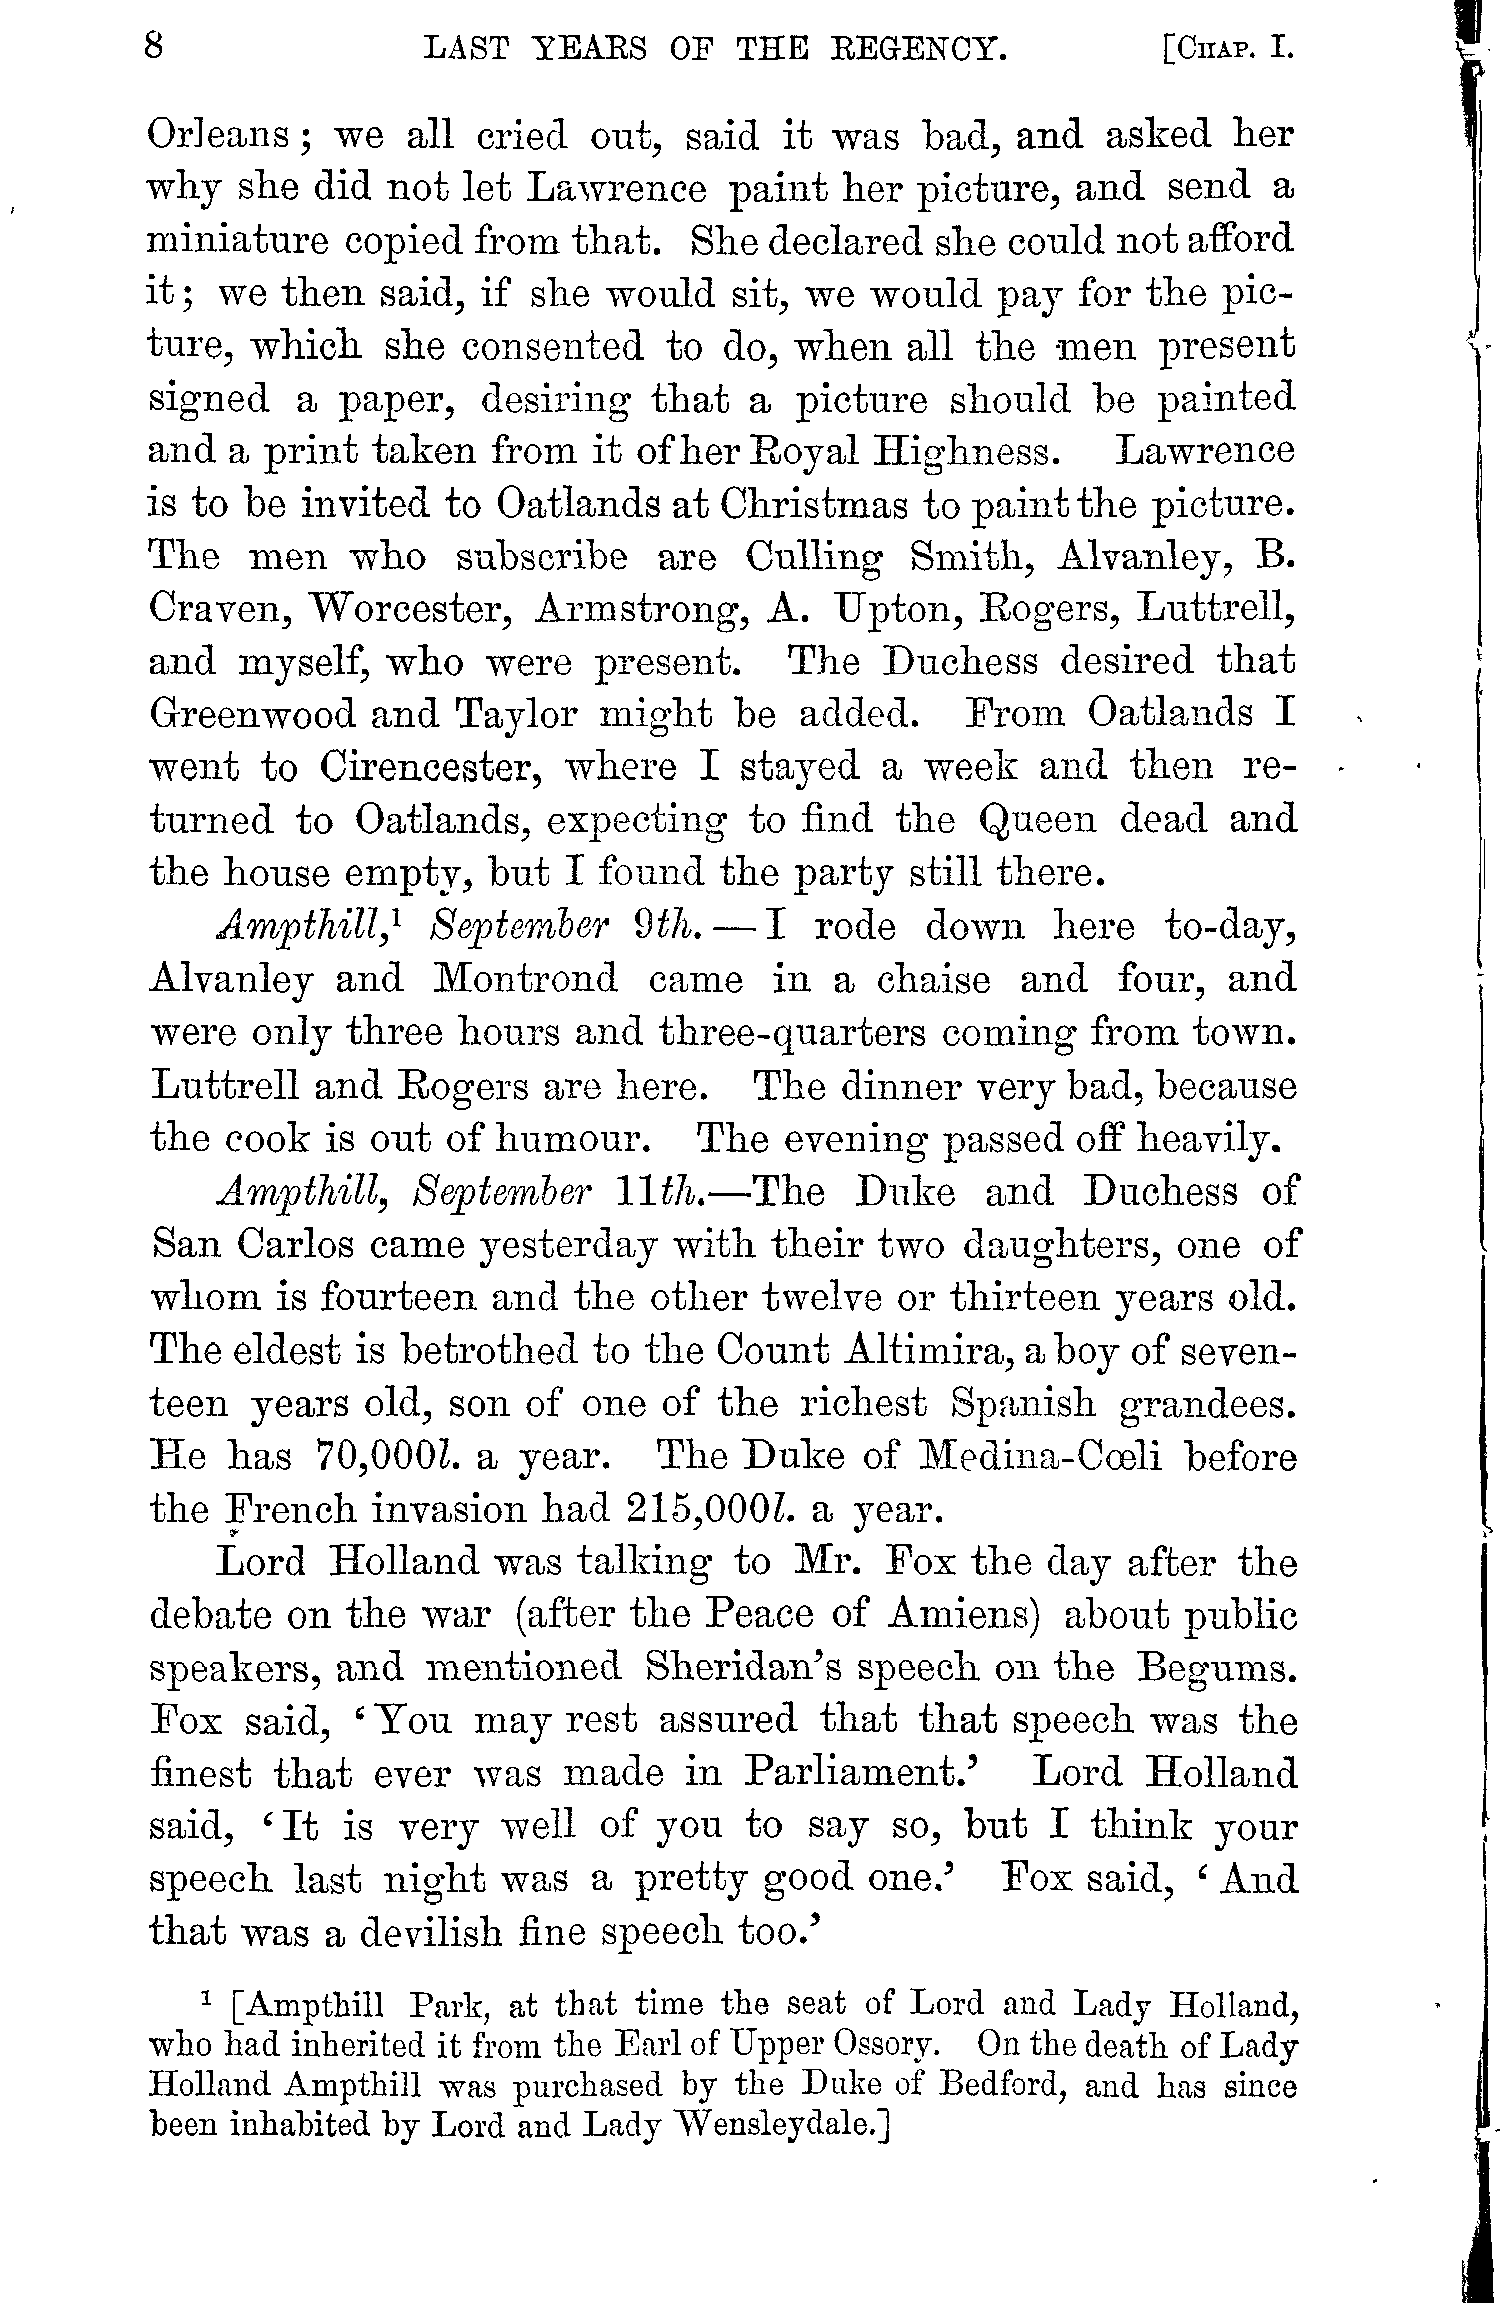 8 LAST YEARS OF THE REGENCY. [CHAP. I.
Orleans; we all cried out, said it was bad, and asked her
why she did not let Lawrence paint her picture, and send a
miniature copied from that. She declared she could not afford
it; we then said, if she would sit, we would pay for the pic-
ture, which she consented to do, when all the men present
signed a paper, desiring that a picture should be painted
and a print taken from it of her Royal Highness. Lawrence
is to be invited to Oatlands at Christmas to paint the picture.
The men who subscribe are Culling Smith, Alvanley, B.
Craven, Worcester, Armstrong, A. Upton, Rogers, Luttrell,
and myself, who were present. The Duchess desired that
Greenwood and Taylor might be added. From Oatlands I
went to Cirencester, where I stayed a week and then re-
turned to Oatlands, expecting to find the Queen dead and
the house empty, but I found the party still there.
Ampthill,¹ September 9th.—I rode down here to-day,
Alvanley and Montrond came in a chaise and four, and
were only three hours and three-quarters coming from town.
Luttrell and Rogers are here. The dinner very bad, because
the cook is out of humour. The evening passed off heavily.
Ampthill, September 11th.—The Duke and Duchess of
San Carlos came yesterday with their two daughters, one of
whom is fourteen and the other twelve or thirteen years old.
The eldest is betrothed to the Count Altimira, a boy of seven-
teen years old, son of one of the richest Spanish grandees.
He has 70,000l. a year. The Duke of Medina-Cœli before
the French invasion had 215,000l. a year.
Lord Holland was talking to Mr. Fox the day after the
debate on the war (after the Peace of Amiens) about public
speakers, and mentioned Sheridan's speech on the Begums.
Fox said, 'You may rest assured that that speech was the
finest that ever was made in Parliament.' Lord Holland
said, 'It is very well of you to say so, but I think your
speech last night was a pretty good one.' Fox said, 'And
that was a devilish fine speech too.'
¹ [Ampthill Park, at that time the seat of Lord and Lady Holland,
who had inherited it from the Earl of Upper Ossory. On the death of Lady
Holland Ampthill was purchased by the Duke of Bedford, and has since
been inhabited by Lord and Lady Wensleydale.]